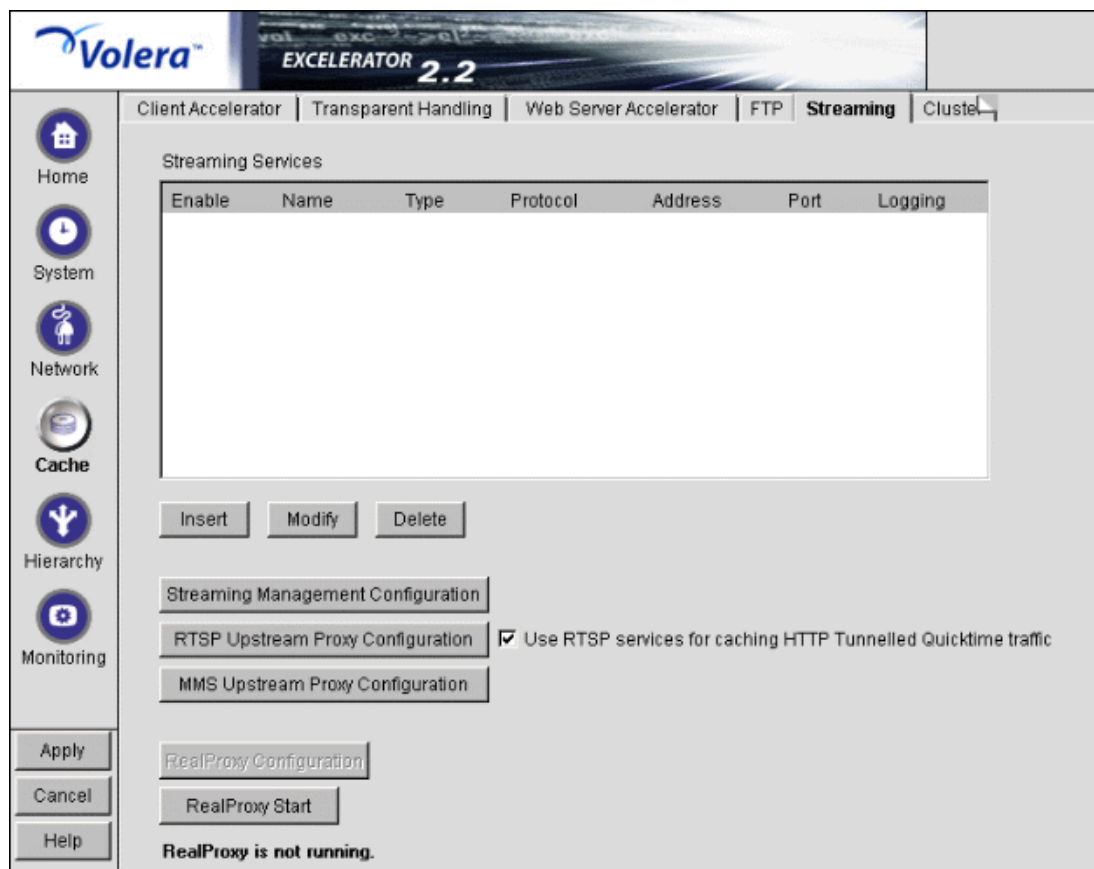 Volera™
EXCELERATOR 2.2
Client Accelerator
Transparent Handling
Web Server Accelerator
FTP
Streaming
Home
System
Network
Cache
Hierarchy
Monitoring
Apply
Cancel
Help
Streaming Services
Enable Name Type Protocol Address Port Logging
Insert Modify Delete
Streaming Management Configuration
RTSP Upstream Proxy Configuration Use RTSP services for caching HTTP Tunnelled Quicktime traffic
MMS Upstream Proxy Configuration
RealProxy Configuration
RealProxy Start
RealProxy is not running.